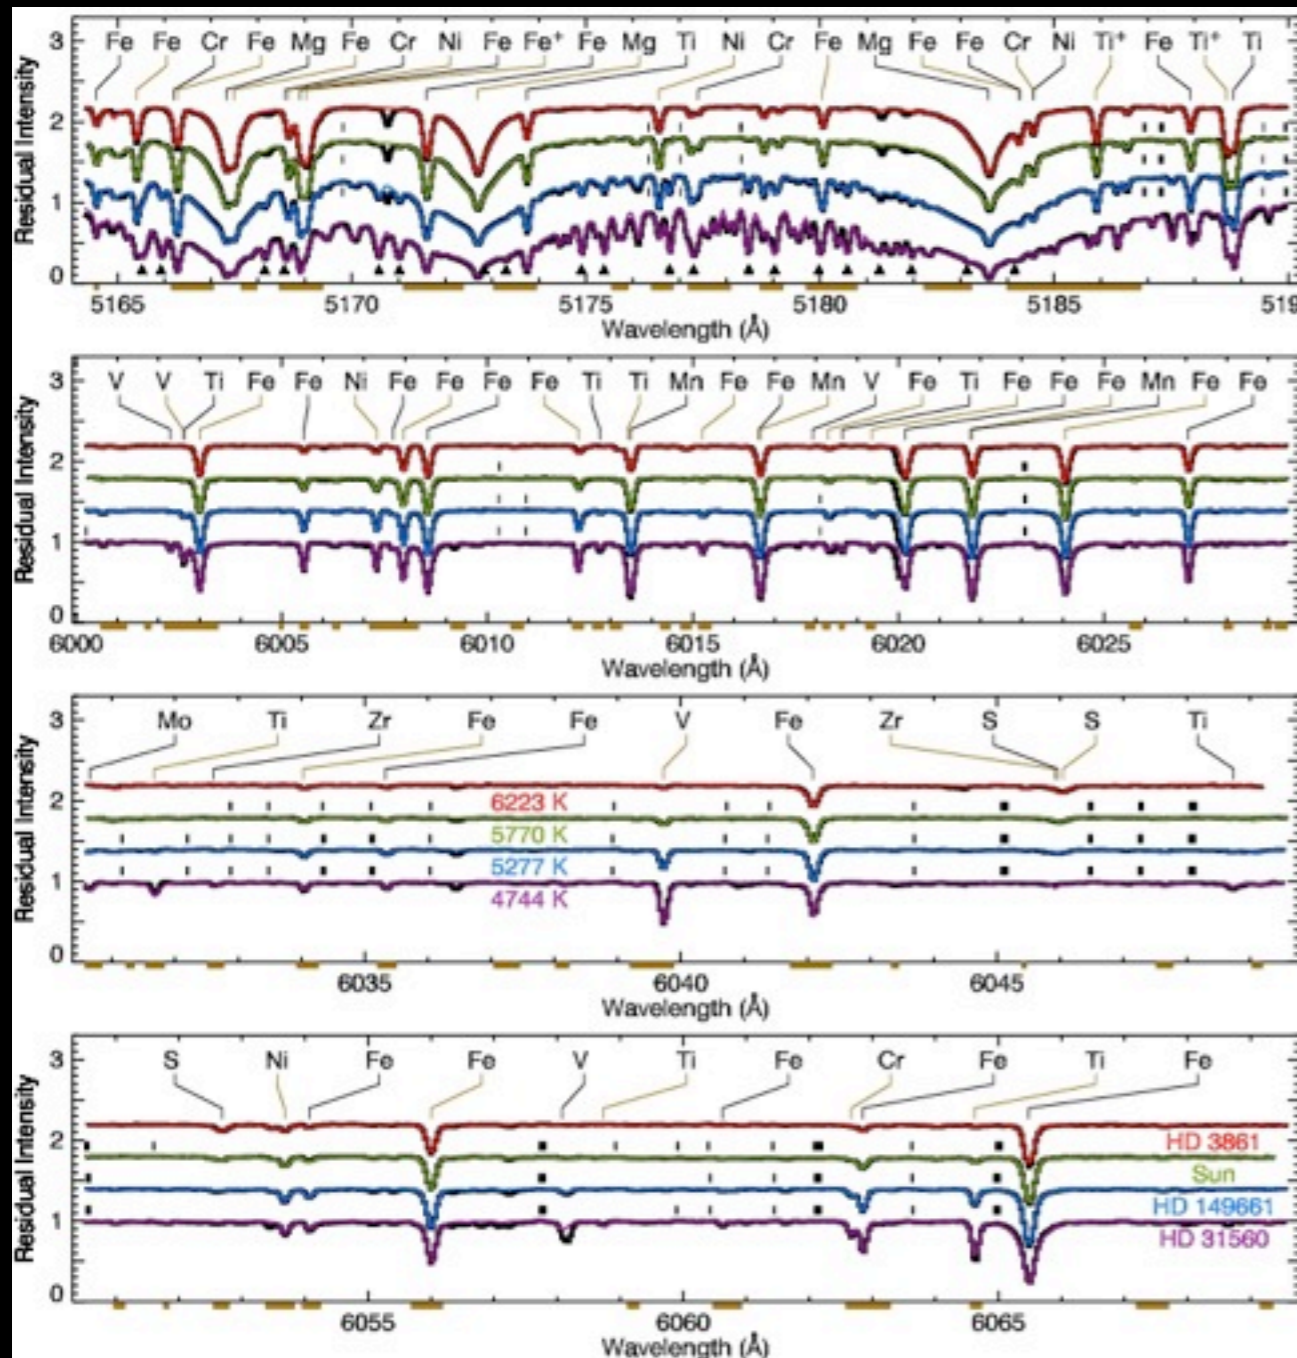 Fe Fe Cr Fe Mg Fe Cr Ni Fe Fe⁺ Fe Mg Ti Ni Cr Fe Mg Fe Fe Cr Ni Ti⁺ Fe Ti⁺ Ti
3
2
1
0
Residual Intensity
5165 5170 5175 5180 5185 519
Wavelength (Å)
V V Ti Fe Fe Ni Fe Fe Fe Fe Ti Ti Mn Fe Fe Mn V Fe Ti Fe Fe Fe Mn Fe Fe
3
2
1
0
Residual Intensity
6000 6005 6010 6015 6020 6025
Wavelength (Å)
Mo Ti Zr Fe Fe V Fe Zr S S Ti
3
2
1
0
Residual Intensity
6223 K
5770 K
5277 K
4744 K
6035 6040 6045
Wavelength (Å)
S Ni Fe Fe V Ti Fe Cr Fe Ti Fe
3
2
1
0
Residual Intensity
HD 3861
Sun
HD 149661
HD 31560
6055 6060 6065
Wavelength (Å)